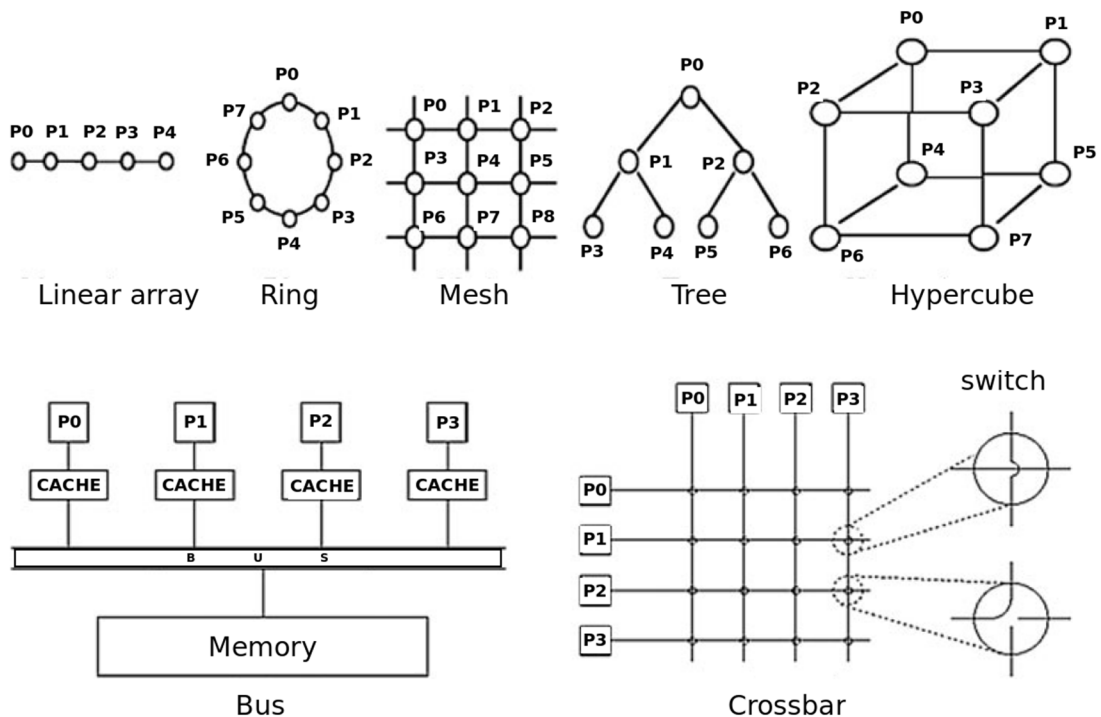 P0 P1 P2 P3 P4
Linear array
P0
P7 P1
P6 P2
P5 P3
P4
Ring
P0 P1 P2
P3 P4 P5
P6 P7 P8
Mesh
P0
P1 P2
P3 P4 P5 P6
Tree
P0 P1
P2 P3
P4 P5
P6 P7
Hypercube
P0 P1 P2 P3
CACHE CACHE CACHE CACHE
B U S
Memory
Bus
switch
P0 P1 P2 P3
P0
P1
P2
P3
Crossbar